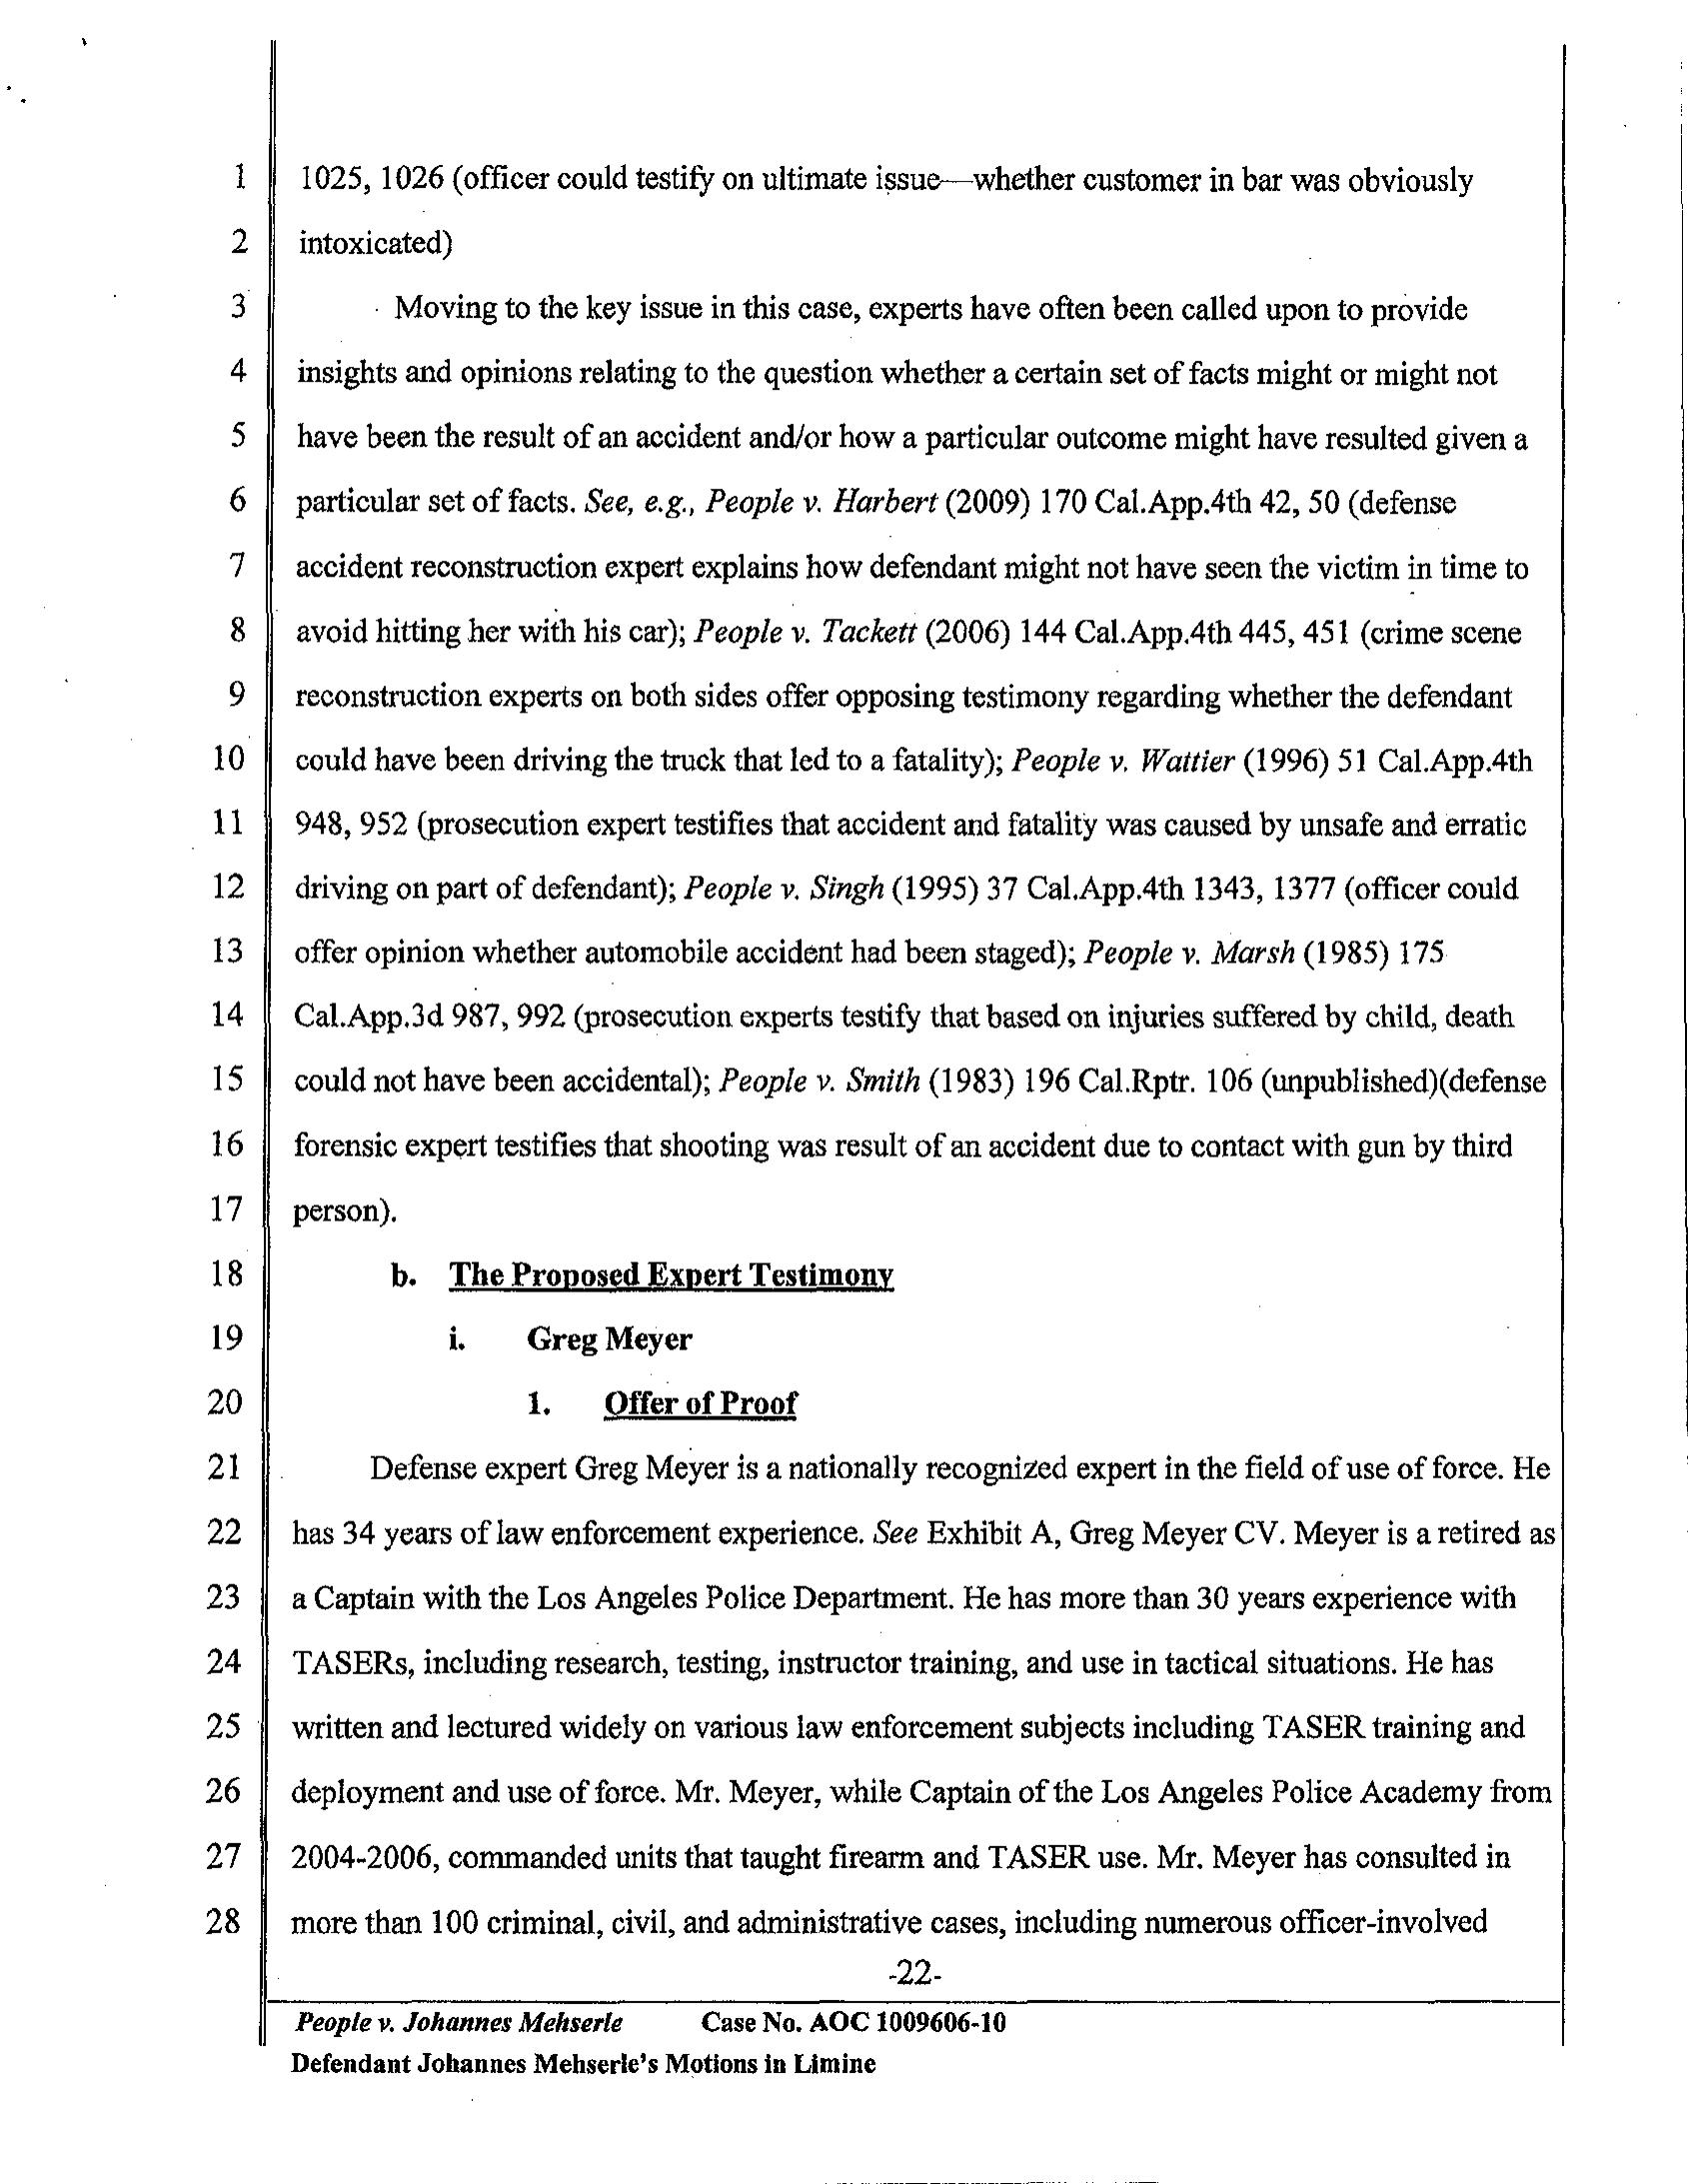 1 1025, 1026 (officer could testify on ultimate issue—whether customer in bar was obviously
2 intoxicated)
3 Moving to the key issue in this case, experts have often been called upon to provide
4 insights and opinions relating to the question whether a certain set of facts might or might not
5 have been the result of an accident and/or how a particular outcome might have resulted given a
6 particular set of facts. See, e.g., People v. Harbert (2009) 170 Cal.App.4th 42, 50 (defense
7 accident reconstruction expert explains how defendant might not have seen the victim in time to
8 avoid hitting her with his car); People v. Tackett (2006) 144 Cal.App.4th 445, 451 (crime scene
9 reconstruction experts on both sides offer opposing testimony regarding whether the defendant
10 could have been driving the truck that led to a fatality); People v. Wattier (1996) 51 Cal.App.4th
11 948, 952 (prosecution expert testifies that accident and fatality was caused by unsafe and erratic
12 driving on part of defendant); People v. Singh (1995) 37 Cal.App.4th 1343, 1377 (officer could
13 offer opinion whether automobile accident had been staged); People v. Marsh (1985) 175
14 Cal.App.3d 987, 992 (prosecution experts testify that based on injuries suffered by child, death
15 could not have been accidental); People v. Smith (1983) 196 Cal.Rptr. 106 (unpublished)(defense
16 forensic expert testifies that shooting was result of an accident due to contact with gun by third
17 person).
18 b. The Proposed Expert Testimony
19 i. Greg Meyer
20 1. Offer of Proof
21 Defense expert Greg Meyer is a nationally recognized expert in the field of use of force. He
22 has 34 years of law enforcement experience. See Exhibit A, Greg Meyer CV. Meyer is a retired as
23 a Captain with the Los Angeles Police Department. He has more than 30 years experience with
24 TASERs, including research, testing, instructor training, and use in tactical situations. He has
25 written and lectured widely on various law enforcement subjects including TASER training and
26 deployment and use of force. Mr. Meyer, while Captain of the Los Angeles Police Academy from
27 2004-2006, commanded units that taught firearm and TASER use. Mr. Meyer has consulted in
28 more than 100 criminal, civil, and administrative cases, including numerous officer-involved
-22-
People v. Johannes Mehserle Case No. AOC 1009606-10
Defendant Johannes Mehserle's Motions in Limine